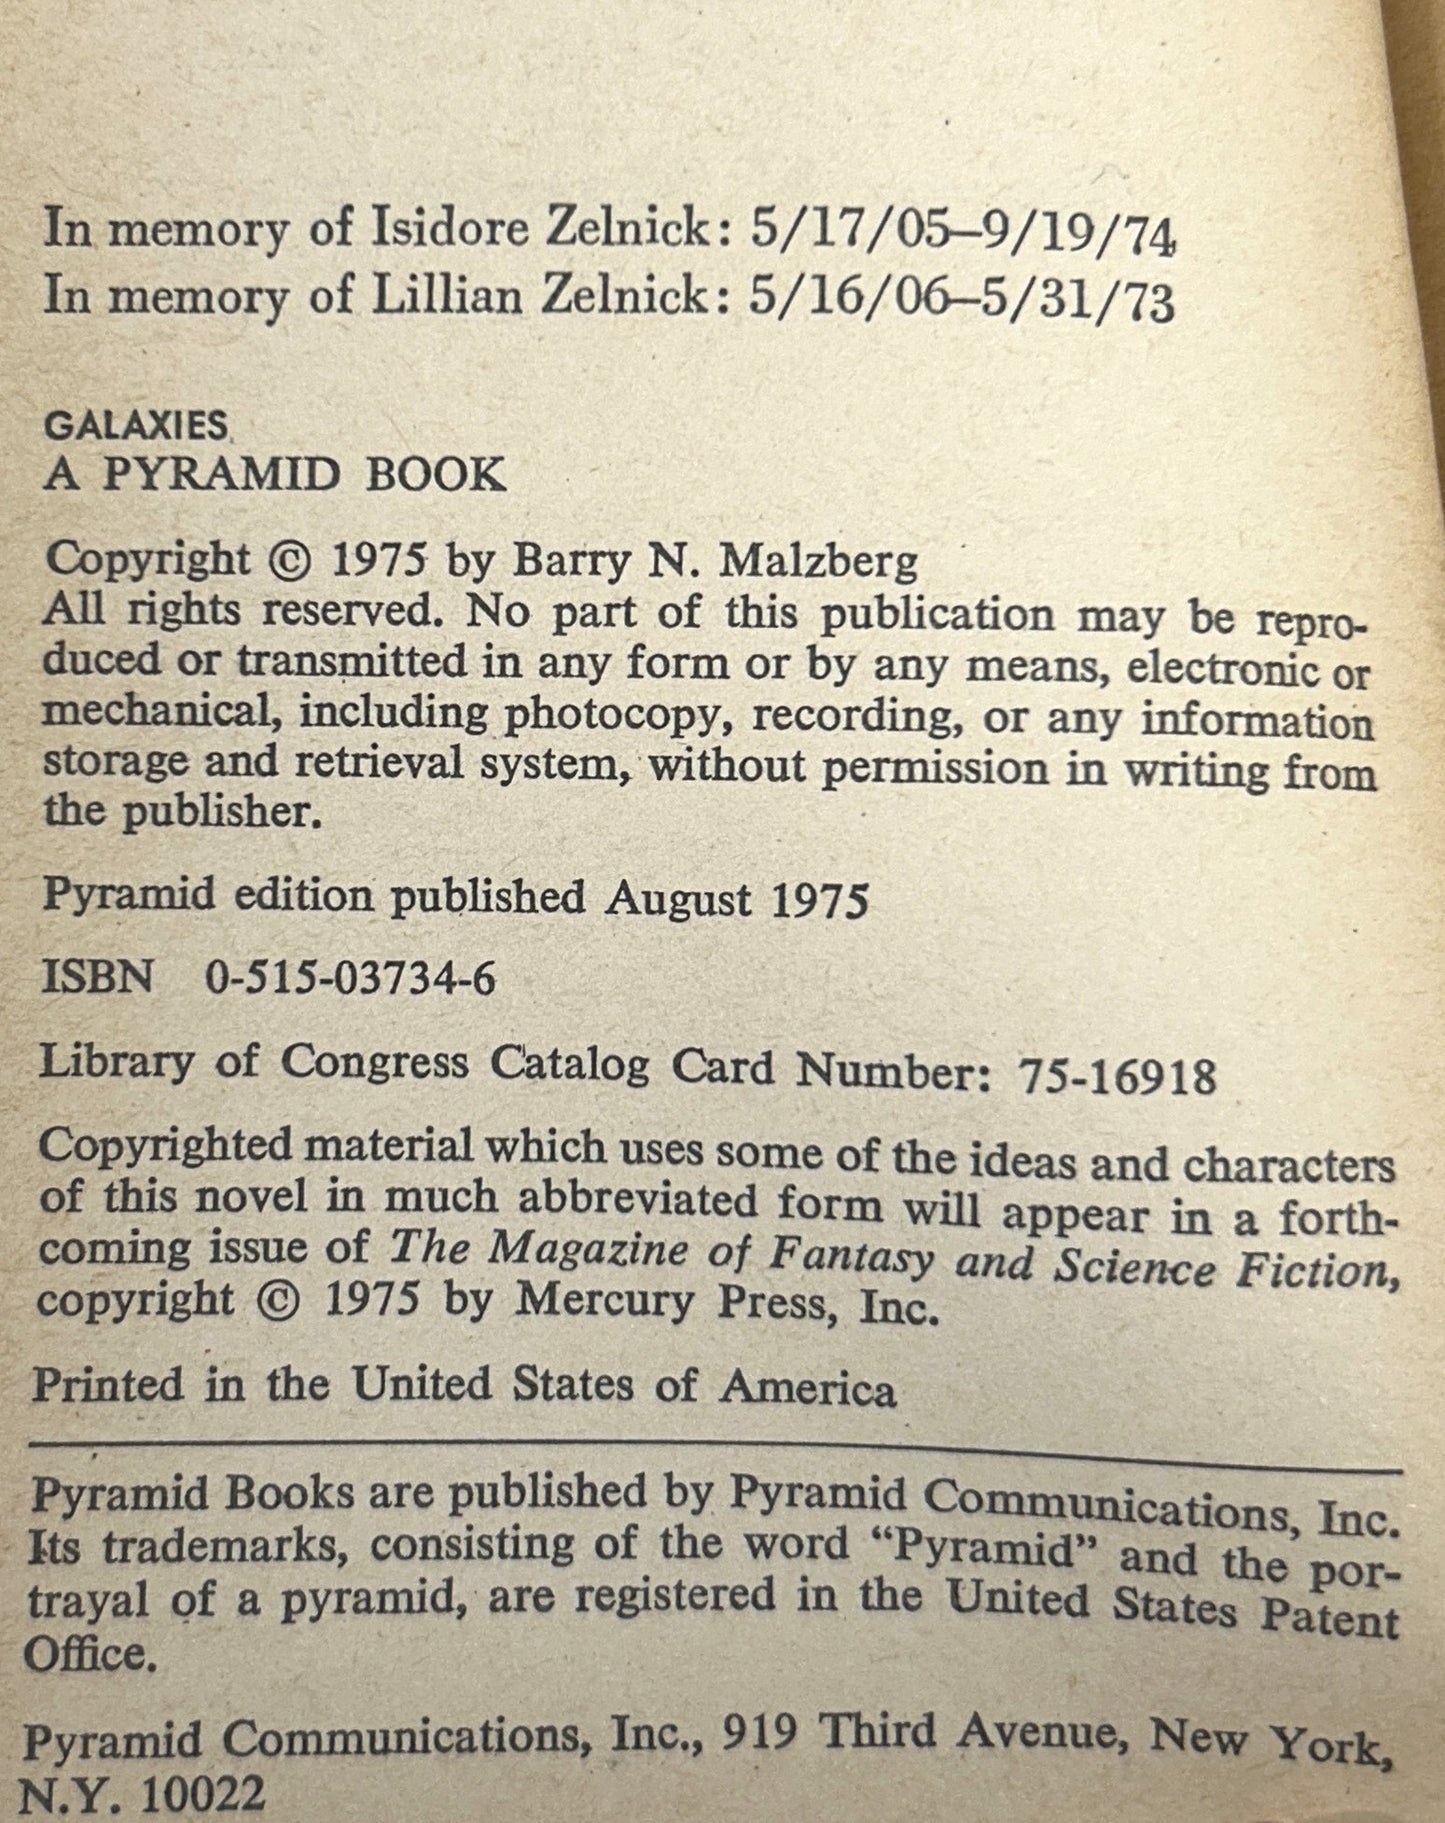 In memory of Isidore Zelnick: 5/17/05–9/19/74
In memory of Lillian Zelnick: 5/16/06–5/31/73
GALAXIES
A PYRAMID BOOK
Copyright © 1975 by Barry N. Malzberg
All rights reserved. No part of this publication may be repro-
duced or transmitted in any form or by any means, electronic or
mechanical, including photocopy, recording, or any information
storage and retrieval system, without permission in writing from
the publisher.
Pyramid edition published August 1975
ISBN 0-515-03734-6
Library of Congress Catalog Card Number: 75-16918
Copyrighted material which uses some of the ideas and characters
of this novel in much abbreviated form will appear in a forth-
coming issue of The Magazine of Fantasy and Science Fiction,
copyright © 1975 by Mercury Press, Inc.
Printed in the United States of America
Pyramid Books are published by Pyramid Communications, Inc.
Its trademarks, consisting of the word “Pyramid” and the por-
trayal of a pyramid, are registered in the United States Patent
Office.
Pyramid Communications, Inc., 919 Third Avenue, New York,
N.Y. 10022